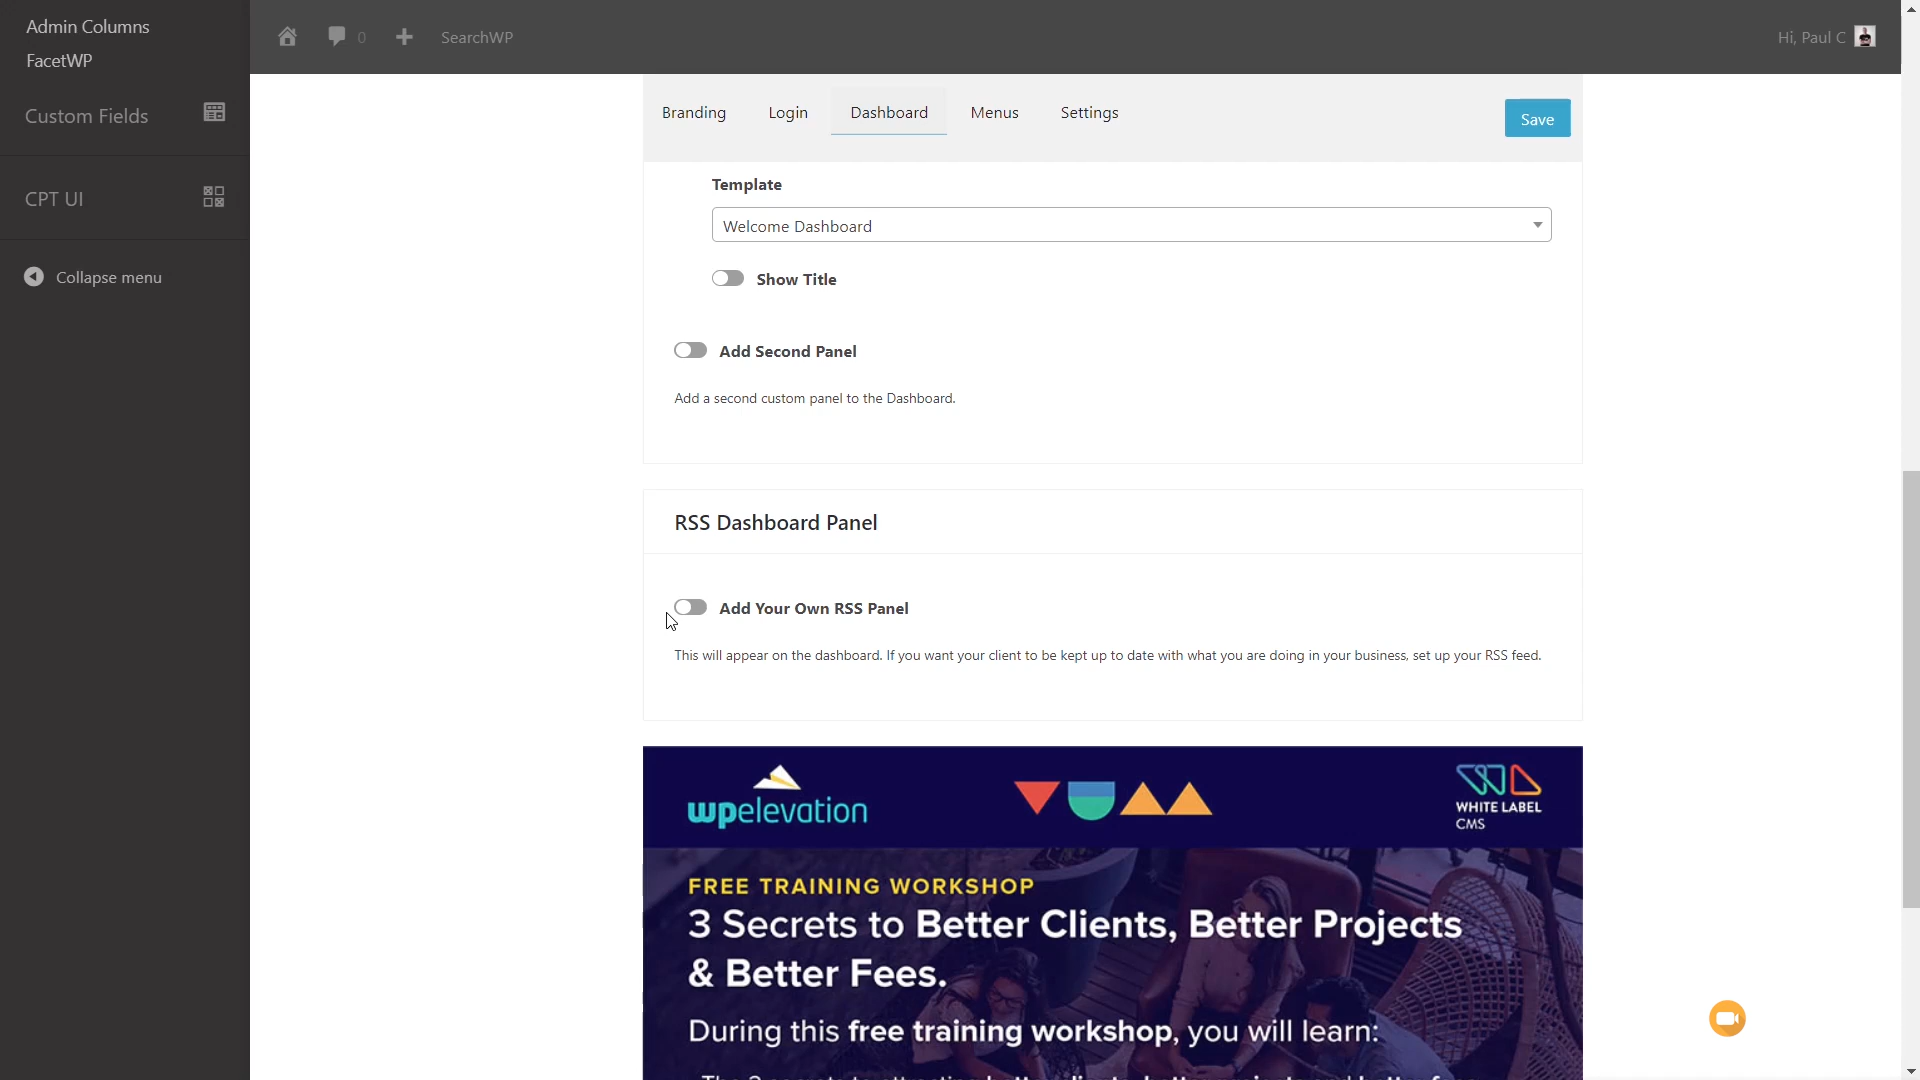 Admin Columns
FacetWP
Custom Fields
CPT UI
Collapse menu
0
SearchWP
Hi, Paul C
Branding
Login
Dashboard
Menus
Settings
Save
Template
Welcome Dashboard
Show Title
Add Second Panel
Add a second custom panel to the Dashboard.
RSS Dashboard Panel
Add Your Own RSS Panel
This will appear on the dashboard. If you want your client to be kept up to date with what you are doing in your business, set up your RSS feed.
wpelevation
WHITE LABEL
CMS
FREE TRAINING WORKSHOP
3 Secrets to Better Clients, Better Projects
& Better Fees.
During this free training workshop, you will learn: